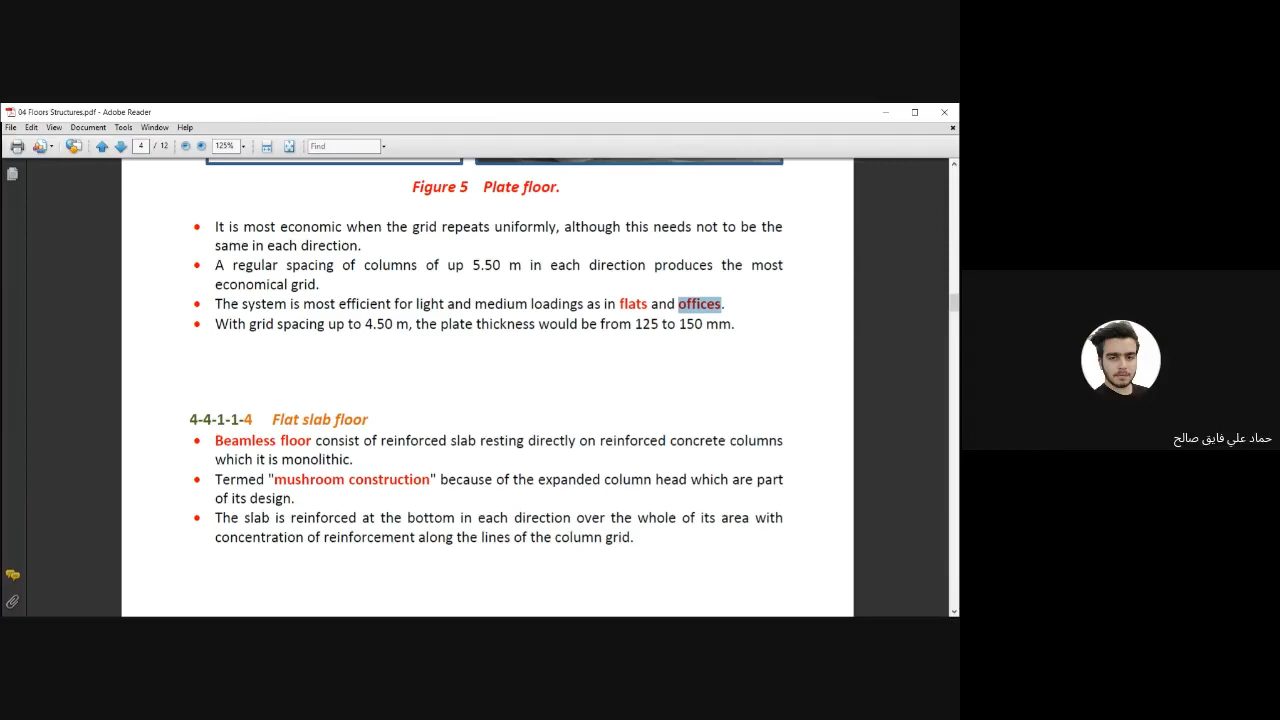 04 Floors Structures.pdf - Adobe Reader
File Edit View Document Tools Window Help
4 / 12 125% Find
Figure 5 Plate floor.
• It is most economic when the grid repeats uniformly, although this needs not to be the
same in each direction.
• A regular spacing of columns of up 5.50 m in each direction produces the most
economical grid.
• The system is most efficient for light and medium loadings as in flats and offices.
• With grid spacing up to 4.50 m, the plate thickness would be from 125 to 150 mm.
4-4-1-1-4 Flat slab floor
• Beamless floor consist of reinforced slab resting directly on reinforced concrete columns
which it is monolithic.
• Termed "mushroom construction" because of the expanded column head which are part
of its design.
• The slab is reinforced at the bottom in each direction over the whole of its area with
concentration of reinforcement along the lines of the column grid.
حماد علي فايق صالح